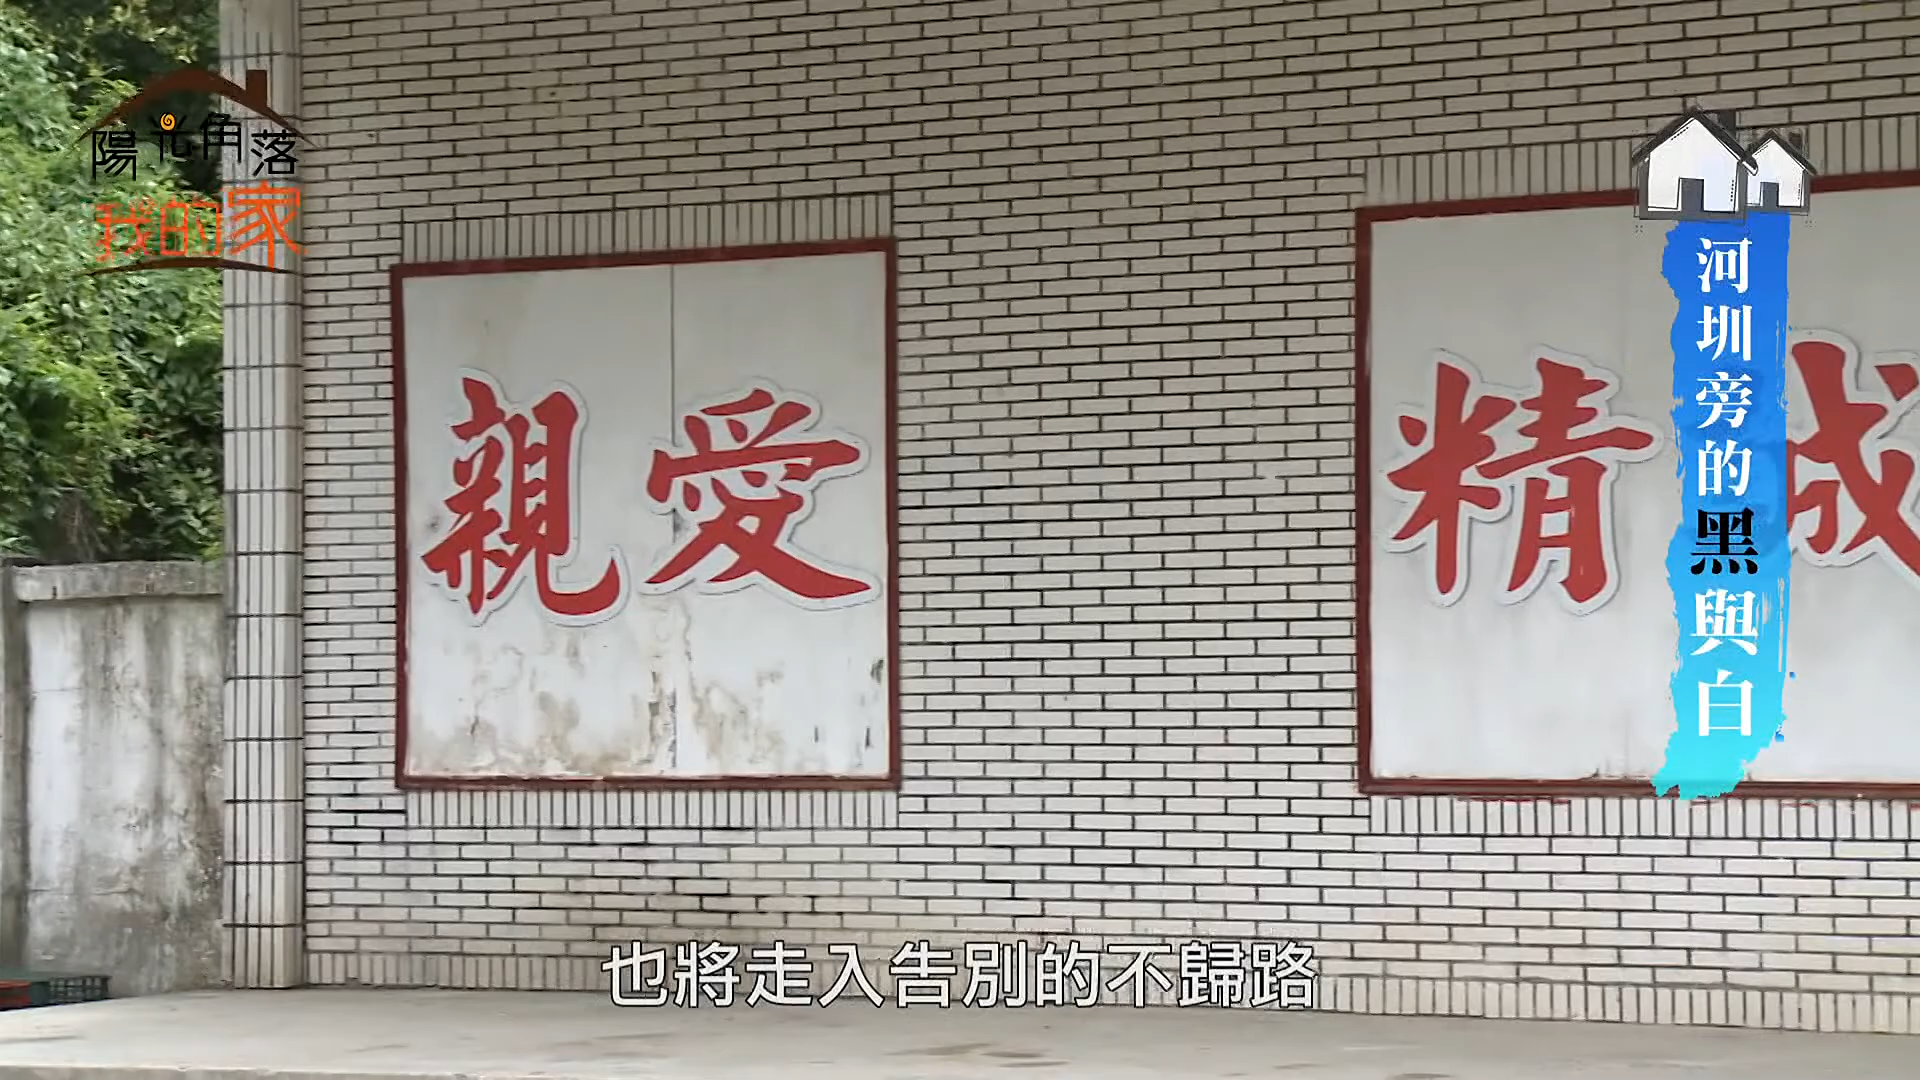 陽光角落
我的家
親愛
精
河圳旁的黑與白
也將走入告別的不歸路